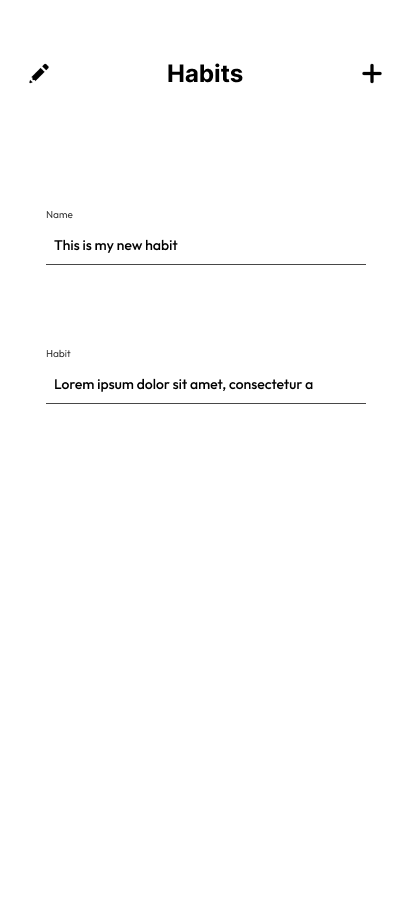 Habits
Name
This is my new habit
Habit
Lorem ipsum dolor sit amet, consectetur a